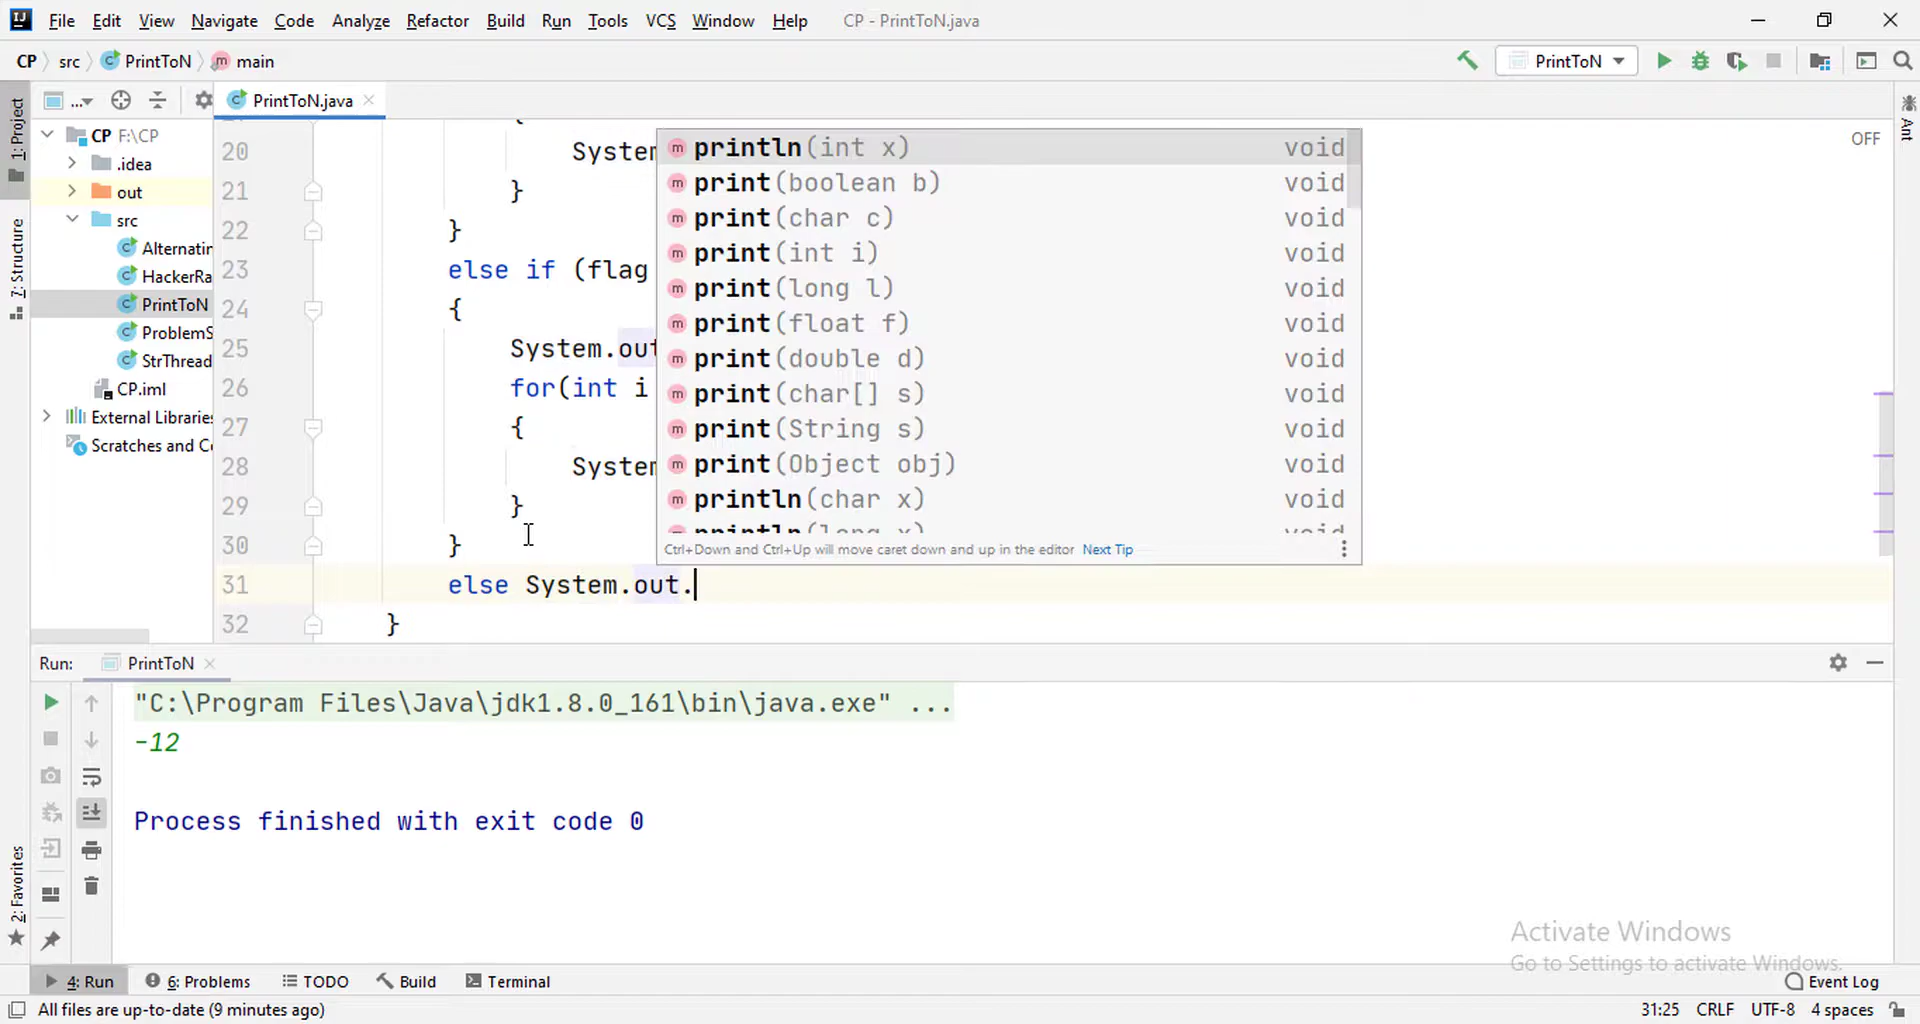 File Edit View Navigate Code Analyze Refactor Build Run Tools VCS Window Help CP - PrintToN.java
CP src PrintToN main PrintToN
... PrintToN.java
1: Project
7: Structure
2: Favorites
Ant
OFF
CP F:\CP
.idea
out
src
Alternatin
HackerRa
PrintToN
ProblemS
StrThread
CP.iml
External Libraries
Scratches and Co
20 System
21 }
22 }
23 else if (flag
24 {
25 System.out
26 for(int i
27 {
28 System
29 }
30 }
31 else System.out.
32 }
println(int x) void
print(boolean b) void
print(char c) void
print(int i) void
print(long l) void
print(float f) void
print(double d) void
print(char[] s) void
print(String s) void
print(Object obj) void
println(char x) void
println(long x) void
Ctrl+Down and Ctrl+Up will move caret down and up in the editor Next Tip
Run: PrintToN
"C:\Program Files\Java\jdk1.8.0_161\bin\java.exe" ...
-12
Process finished with exit code 0
Activate Windows
Go to Settings to activate Windows.
4: Run 6: Problems TODO Build Terminal Event Log
All files are up-to-date (9 minutes ago) 31:25 CRLF UTF-8 4 spaces